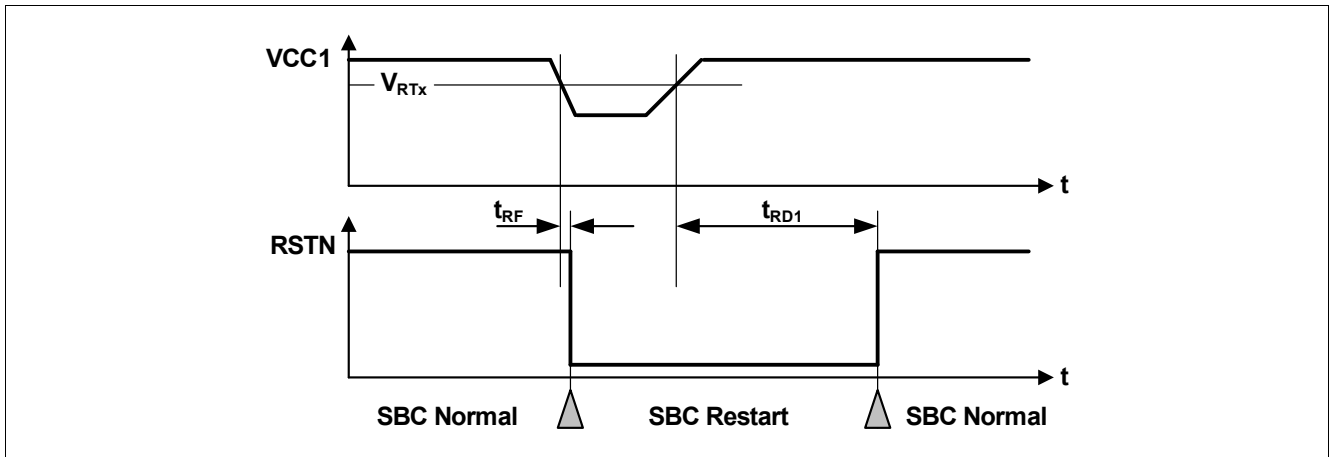 VCC1
VRTx
t
tRF
tRD1
RSTN
t
SBC Normal
SBC Restart
SBC Normal